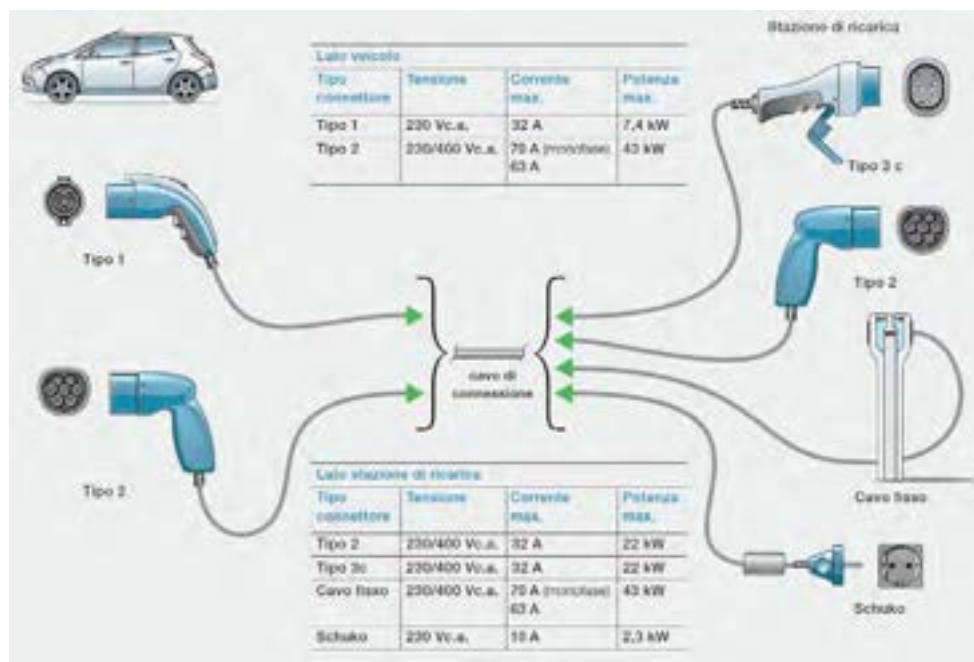 Stazione di ricarica
Lato veicolo
Tipo connettore Tensione Corrente max. Potenza max.
Tipo 1 230 Vc.a. 32 A 7,4 kW
Tipo 2 230/400 Vc.a. 70 A (monofase) 43 kW
63 A
Tipo 3 c
Tipo 1
Tipo 2
cavo di
connessione
Tipo 2
Cavo fisso
Lato stazione di ricarica
Tipo connettore Tensione Corrente max. Potenza max.
Tipo 2 230/400 Vc.a. 32 A 22 kW
Tipo 3c 230/400 Vc.a. 32 A 22 kW
Cavo fisso 230/400 Vc.a. 70 A (monofase) 43 kW
63 A
Schuko 230 Vc.a. 10 A 2,3 kW
Schuko